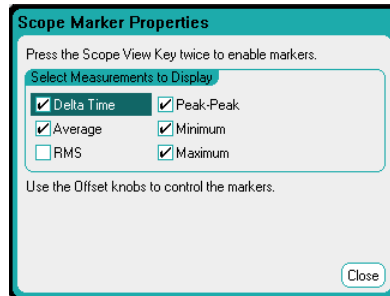 Scope Marker Properties
Press the Scope View Key twice to enable markers.
Select Measurements to Display
Delta Time Peak-Peak
Average Minimum
RMS Maximum
Use the Offset knobs to control the markers.
Close